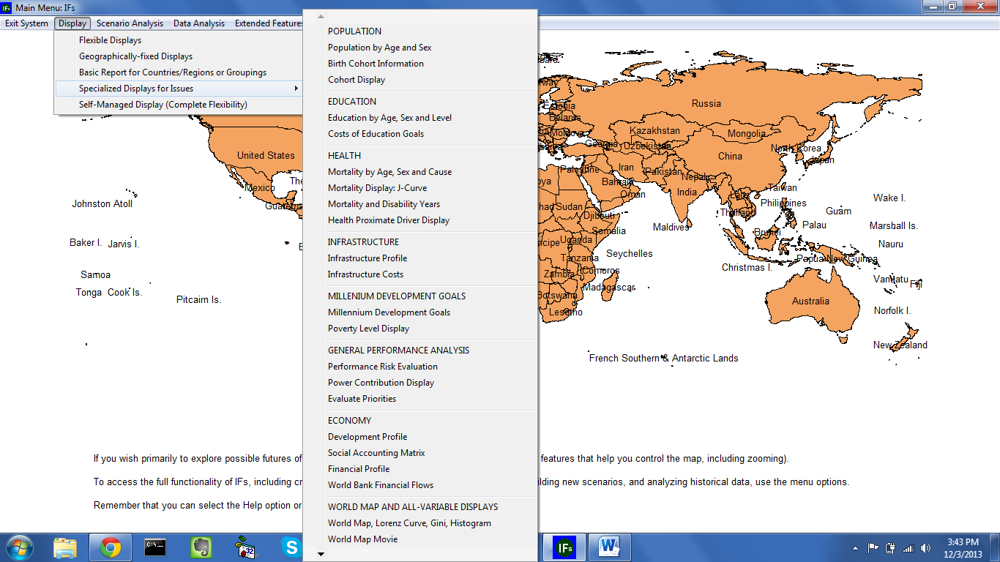 Main Menu: IFs
Exit System Display Scenario Analysis Data Analysis Extended Features
Flexible Displays
Geographically-fixed Displays
Basic Report for Countries/Regions or Groupings
Specialized Displays for Issues
Self-Managed Display (Complete Flexibility)
POPULATION
Population by Age and Sex
Birth Cohort Information
Cohort Display
EDUCATION
Education by Age, Sex and Level
Costs of Education Goals
HEALTH
Mortality by Age, Sex and Cause
Mortality Display: J-Curve
Mortality and Disability Years
Health Proximate Driver Display
INFRASTRUCTURE
Infrastructure Profile
Infrastructure Costs
MILLENIUM DEVELOPMENT GOALS
Millennium Development Goals
Poverty Level Display
GENERAL PERFORMANCE ANALYSIS
Performance Risk Evaluation
Power Contribution Display
Evaluate Priorities
ECONOMY
Development Profile
Social Accounting Matrix
Financial Profile
World Bank Financial Flows
WORLD MAP AND ALL-VARIABLE DISPLAYS
World Map, Lorenz Curve, Gini, Histogram
World Map Movie
United States
Mexico
Johnston Atoll
Baker I.
Jarvis I.
Samoa
Tonga
Cook Is.
Pitcairn Is.
Russia
Estonia
Belarus
Moldova
Kazakhstan
Mongolia
Georgia
Uzbekistan
North Korea
Japan
China
Palestine
Iran
Pakistan
Nepal
Bahrain
Oman
India
Taiwan
Laos
Thailand
Philippines
Guam
Wake I.
Sudan
Djibouti
Somalia
Maldives
Brunei
Palau
Marshall Is.
Nauru
Uganda
Seychelles
Tanzania
Zambia
Comoros
Christmas I.
Papua New Guinea
Madagascar
Vanuatu
Fiji
Botswana
Lesotho
Australia
Norfolk I.
New Zealand
French Southern & Antarctic Lands
If you wish primarily to explore possible futures of
features that help you control the map, including zooming).
To access the full functionality of IFs, including
ilding new scenarios, and analyzing historical data, use the menu options.
Remember that you can select the Help option or
IFs
3:43 PM
12/3/2013